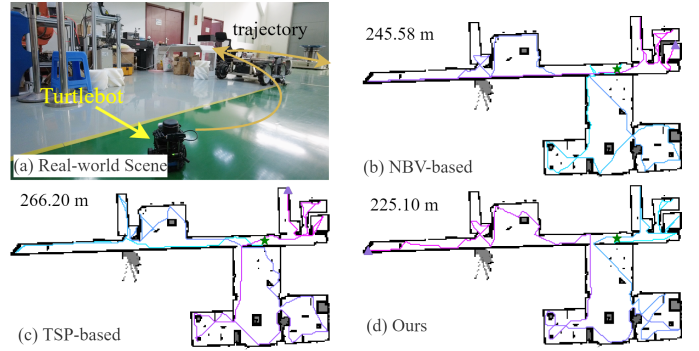 trajectory
Turtlebot
(a) Real-world Scene
245.58 m
(b) NBV-based
266.20 m
(c) TSP-based
225.10 m
(d) Ours